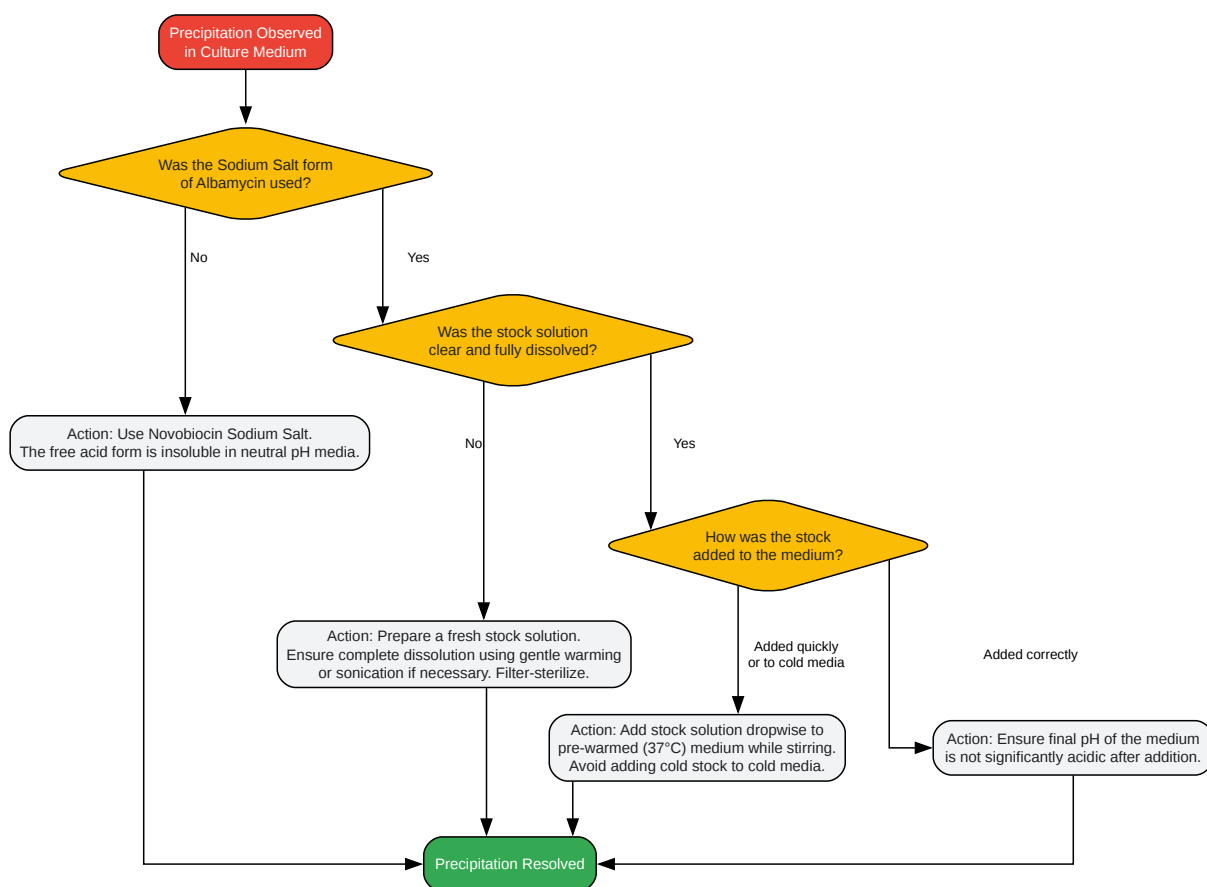 Precipitation Observed
in Culture Medium
Was the Sodium Salt form
of Albamycin used?
No
Yes
Was the stock solution
clear and fully dissolved?
Action: Use Novobiocin Sodium Salt.
The free acid form is insoluble in neutral pH media.
No
Yes
How was the stock
added to the medium?
Action: Prepare a fresh stock solution.
Ensure complete dissolution using gentle warming
or sonication if necessary. Filter-sterilize.
Added quickly
or to cold media
Added correctly
Action: Add stock solution dropwise to
pre-warmed (37°C) medium while stirring.
Avoid adding cold stock to cold media.
Action: Ensure final pH of the medium
is not significantly acidic after addition.
Precipitation Resolved